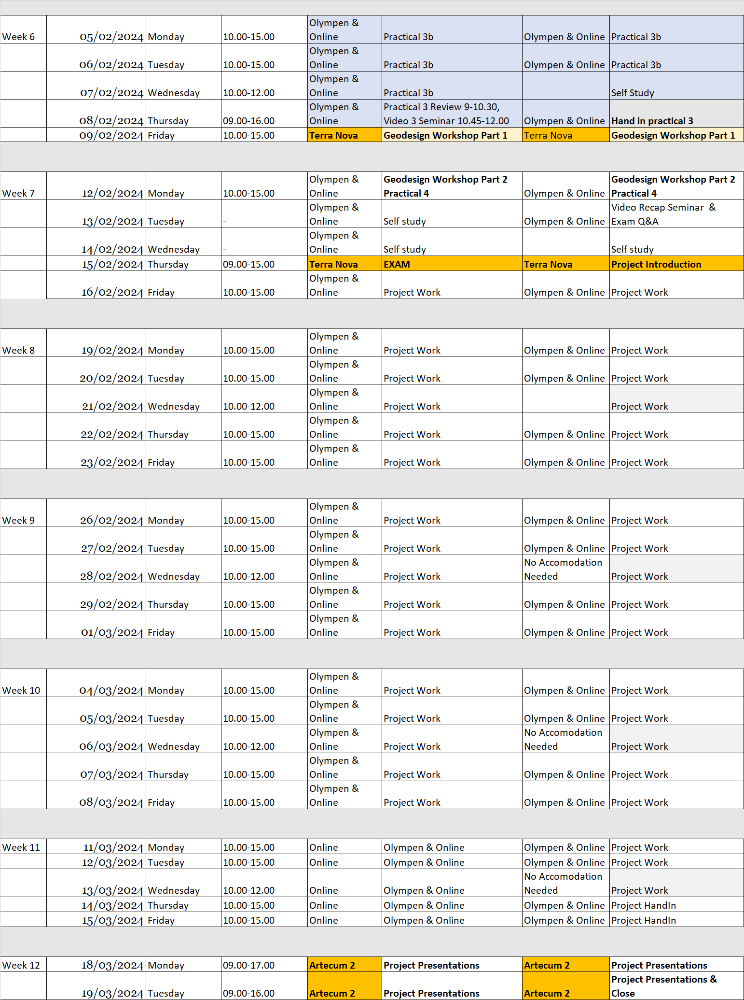 Olympen &
Week 6 05/02/2024 Monday 10.00-15.00 Online Practical 3b Olympen & Online Practical 3b
Olympen &
06/02/2024 Tuesday 10.00-15.00 Online Practical 3b Olympen & Online Practical 3b
Olympen &
07/02/2024 Wednesday 10.00-12.00 Online Practical 3b Self Study
Olympen & Practical 3 Review 9-10.30,
08/02/2024 Thursday 09.00-16.00 Online Video 3 Seminar 10.45-12.00 Olympen & Online Hand in practical 3
09/02/2024 Friday 10.00-15.00 Terra Nova Geodesign Workshop Part 1 Terra Nova Geodesign Workshop Part 1
Olympen & Geodesign Workshop Part 2 Geodesign Workshop Part 2
Week 7 12/02/2024 Monday 10.00-15.00 Online Practical 4 Olympen & Online Practical 4
Olympen & Video Recap Seminar &
13/02/2024 Tuesday - Online Self study Olympen & Online Exam Q&A
Olympen &
14/02/2024 Wednesday - Online Self study Self study
15/02/2024 Thursday 09.00-15.00 Terra Nova EXAM Terra Nova Project Introduction
Olympen &
16/02/2024 Friday 10.00-15.00 Online Project Work Olympen & Online Project Work
Olympen &
Week 8 19/02/2024 Monday 10.00-15.00 Online Project Work Olympen & Online Project Work
Olympen &
20/02/2024 Tuesday 10.00-15.00 Online Project Work Olympen & Online Project Work
Olympen &
21/02/2024 Wednesday 10.00-12.00 Online Project Work Project Work
Olympen &
22/02/2024 Thursday 10.00-15.00 Online Project Work Olympen & Online Project Work
Olympen &
23/02/2024 Friday 10.00-15.00 Online Project Work Olympen & Online Project Work
Olympen &
Week 9 26/02/2024 Monday 10.00-15.00 Online Project Work Olympen & Online Project Work
Olympen &
27/02/2024 Tuesday 10.00-15.00 Online Project Work Olympen & Online Project Work
Olympen & No Accomodation
28/02/2024 Wednesday 10.00-12.00 Online Project Work Needed Project Work
Olympen &
29/02/2024 Thursday 10.00-15.00 Online Project Work Olympen & Online Project Work
Olympen &
01/03/2024 Friday 10.00-15.00 Online Project Work Olympen & Online Project Work
Olympen &
Week 10 04/03/2024 Monday 10.00-15.00 Online Project Work Olympen & Online Project Work
Olympen &
05/03/2024 Tuesday 10.00-15.00 Online Project Work Olympen & Online Project Work
Olympen & No Accomodation
06/03/2024 Wednesday 10.00-12.00 Online Project Work Needed Project Work
Olympen &
07/03/2024 Thursday 10.00-15.00 Online Project Work Olympen & Online Project Work
Olympen &
08/03/2024 Friday 10.00-15.00 Online Project Work Olympen & Online Project Work
Week 11 11/03/2024 Monday 10.00-15.00 Online Olympen & Online Olympen & Online Project Work
12/03/2024 Tuesday 10.00-15.00 Online Olympen & Online Olympen & Online Project Work
No Accomodation
13/03/2024 Wednesday 10.00-12.00 Online Olympen & Online Needed Project Work
14/03/2024 Thursday 10.00-15.00 Online Olympen & Online Olympen & Online Project HandIn
15/03/2024 Friday 10.00-15.00 Online Olympen & Online Olympen & Online Project HandIn
Week 12 18/03/2024 Monday 09.00-17.00 Artecum 2 Project Presentations Artecum 2 Project Presentations
Project Presentations &
19/03/2024 Tuesday 09.00-16.00 Artecum 2 Project Presentations Artecum 2 Close